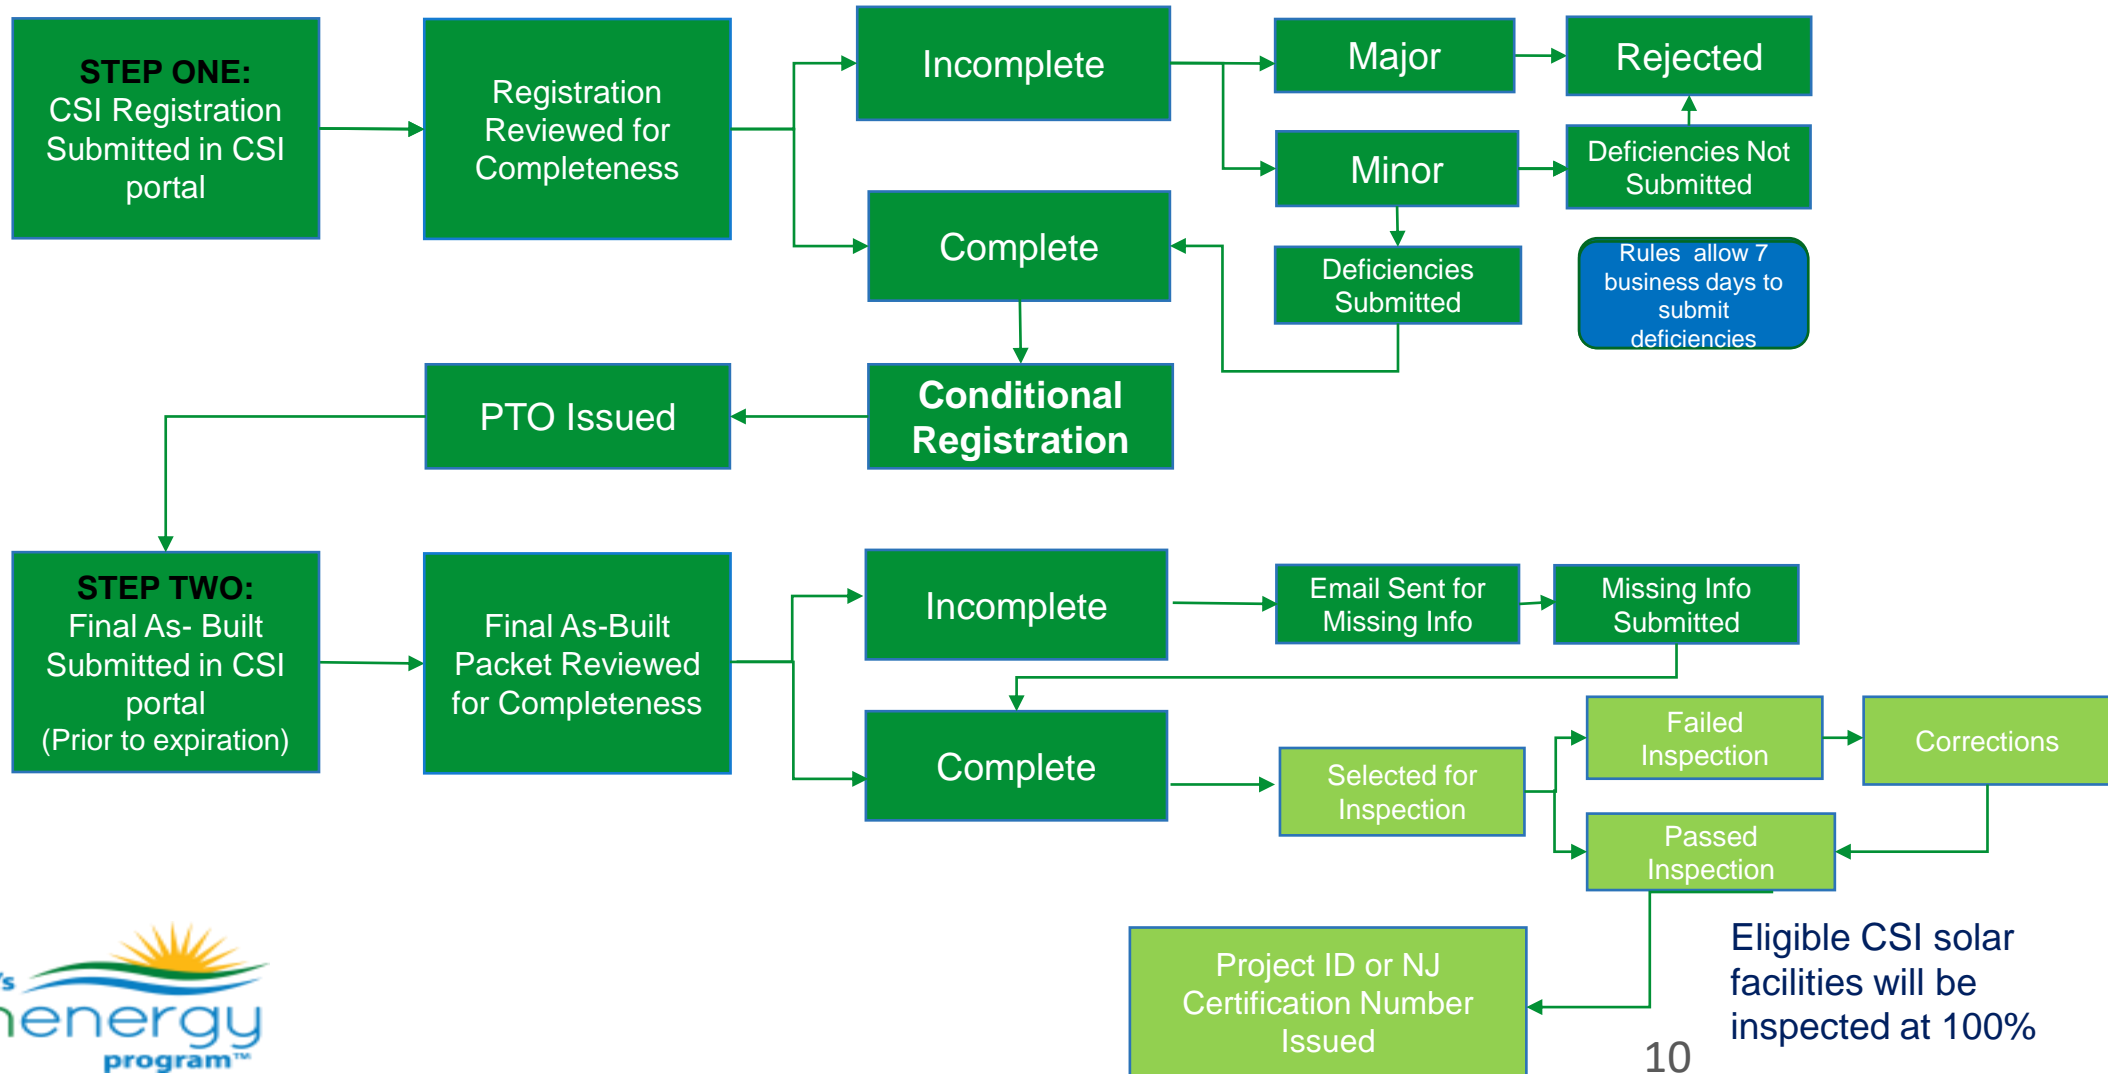 STEP ONE:
CSI Registration
Submitted in CSI
portal
Registration
Reviewed for
Completeness
Incomplete
Major
Rejected
Minor
Deficiencies Not
Submitted
Complete
Deficiencies
Submitted
Rules allow 7
business days to
submit
deficiencies
PTO Issued
Conditional
Registration
STEP TWO:
Final As- Built
Submitted in CSI
portal
(Prior to expiration)
Final As-Built
Packet Reviewed
for Completeness
Incomplete
Email Sent for
Missing Info
Missing Info
Submitted
Complete
Selected for
Inspection
Failed
Inspection
Corrections
Passed
Inspection
Project ID or NJ
Certification Number
Issued
Eligible CSI solar
facilities will be
inspected at 100%
's
nenergy
program™
10